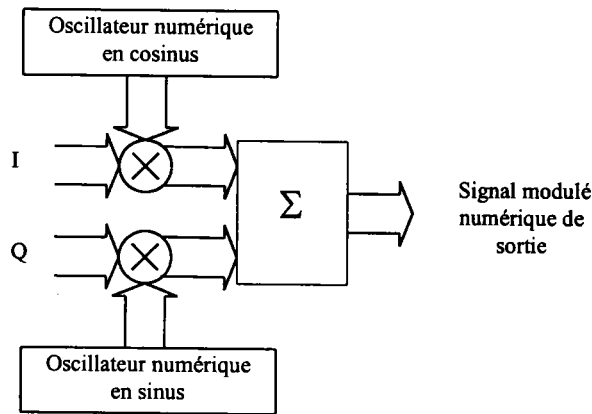 Oscillateur numérique
en cosinus
I
Σ
Signal modulé
numérique de
sortie
Q
Oscillateur numérique
en sinus